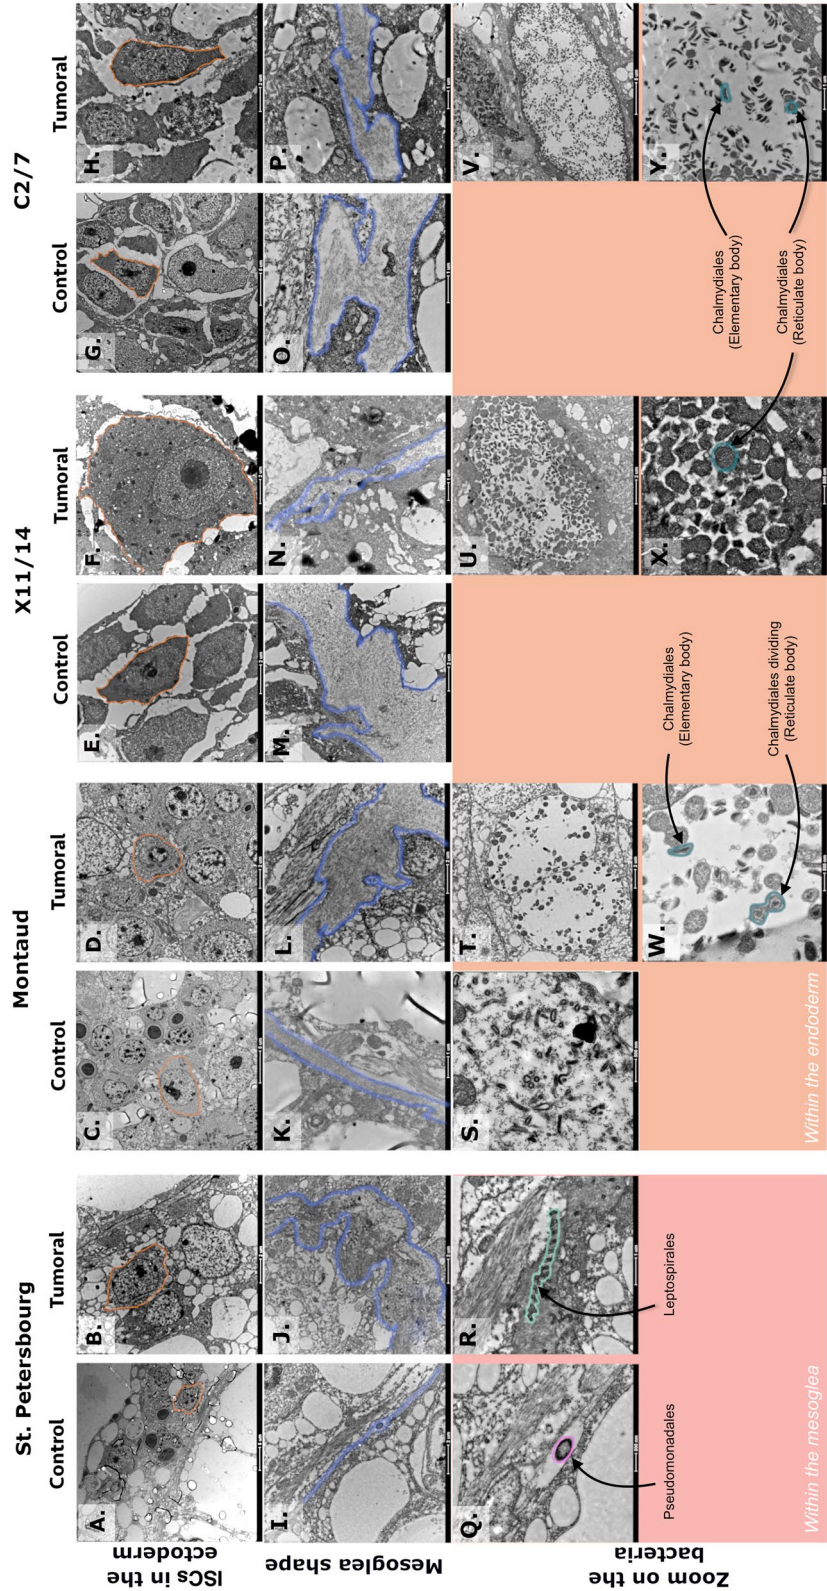 St. Petersbourg
Montaud
X11/14
C2/7
Control
Tumoral
Control
Tumoral
Control
Tumoral
Control
Tumoral
ISCs in the
ectoderm
A.
B.
C.
D.
E.
F.
G.
H.
Mesoglea shape
I.
J.
K.
L.
M.
N.
O.
P.
Zoom on the
bacteria
Q.
R.
S.
T.
U.
V.
W.
X.
Y.
Pseudomonadales
Leptospirales
Chalmydiales
(Elementary body)
Chalmydiales dividing
(Reticulate body)
Chalmydiales
(Elementary body)
Chalmydiales
(Reticulate body)
Within the mesoglea
Within the endoderm